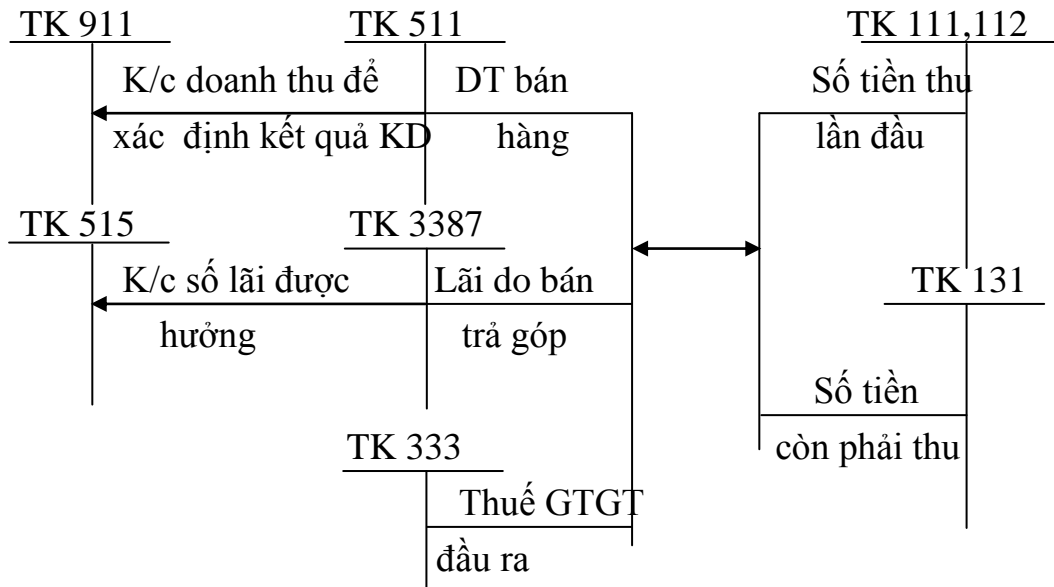 TK 911
TK 511
TK 111,112
K/c doanh thu để
DT bán
Số tiền thu
xác định kết quả KD
hàng
lần đầu
TK 515
TK 3387
K/c số lãi được
Lãi do bán
TK 131
hưởng
trả góp
Số tiền
còn phải thu
TK 333
Thuế GTGT
đầu ra